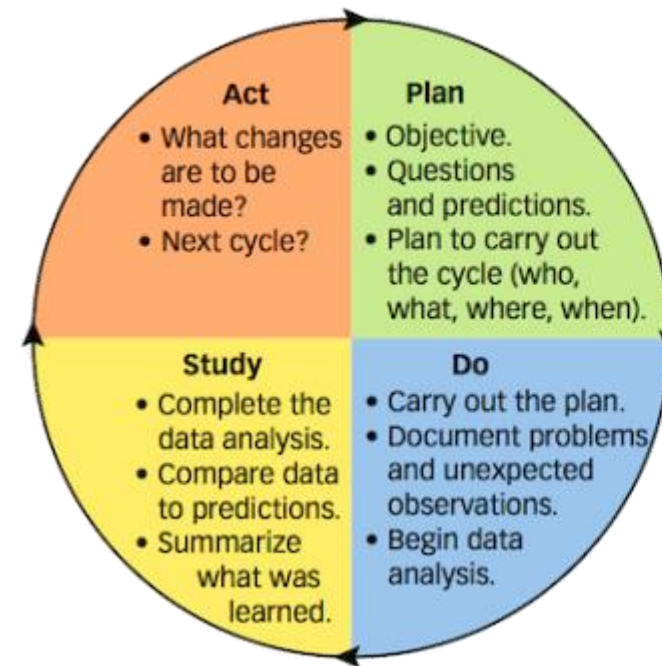 Act
• What changes
are to be
made?
• Next cycle?
Plan
• Objective.
• Questions
and predictions.
• Plan to carry out
the cycle (who,
what, where, when).
Study
• Complete the
data analysis.
• Compare data
to predictions.
• Summarize
what was
learned.
Do
• Carry out the plan.
• Document problems
and unexpected
observations.
• Begin data
analysis.